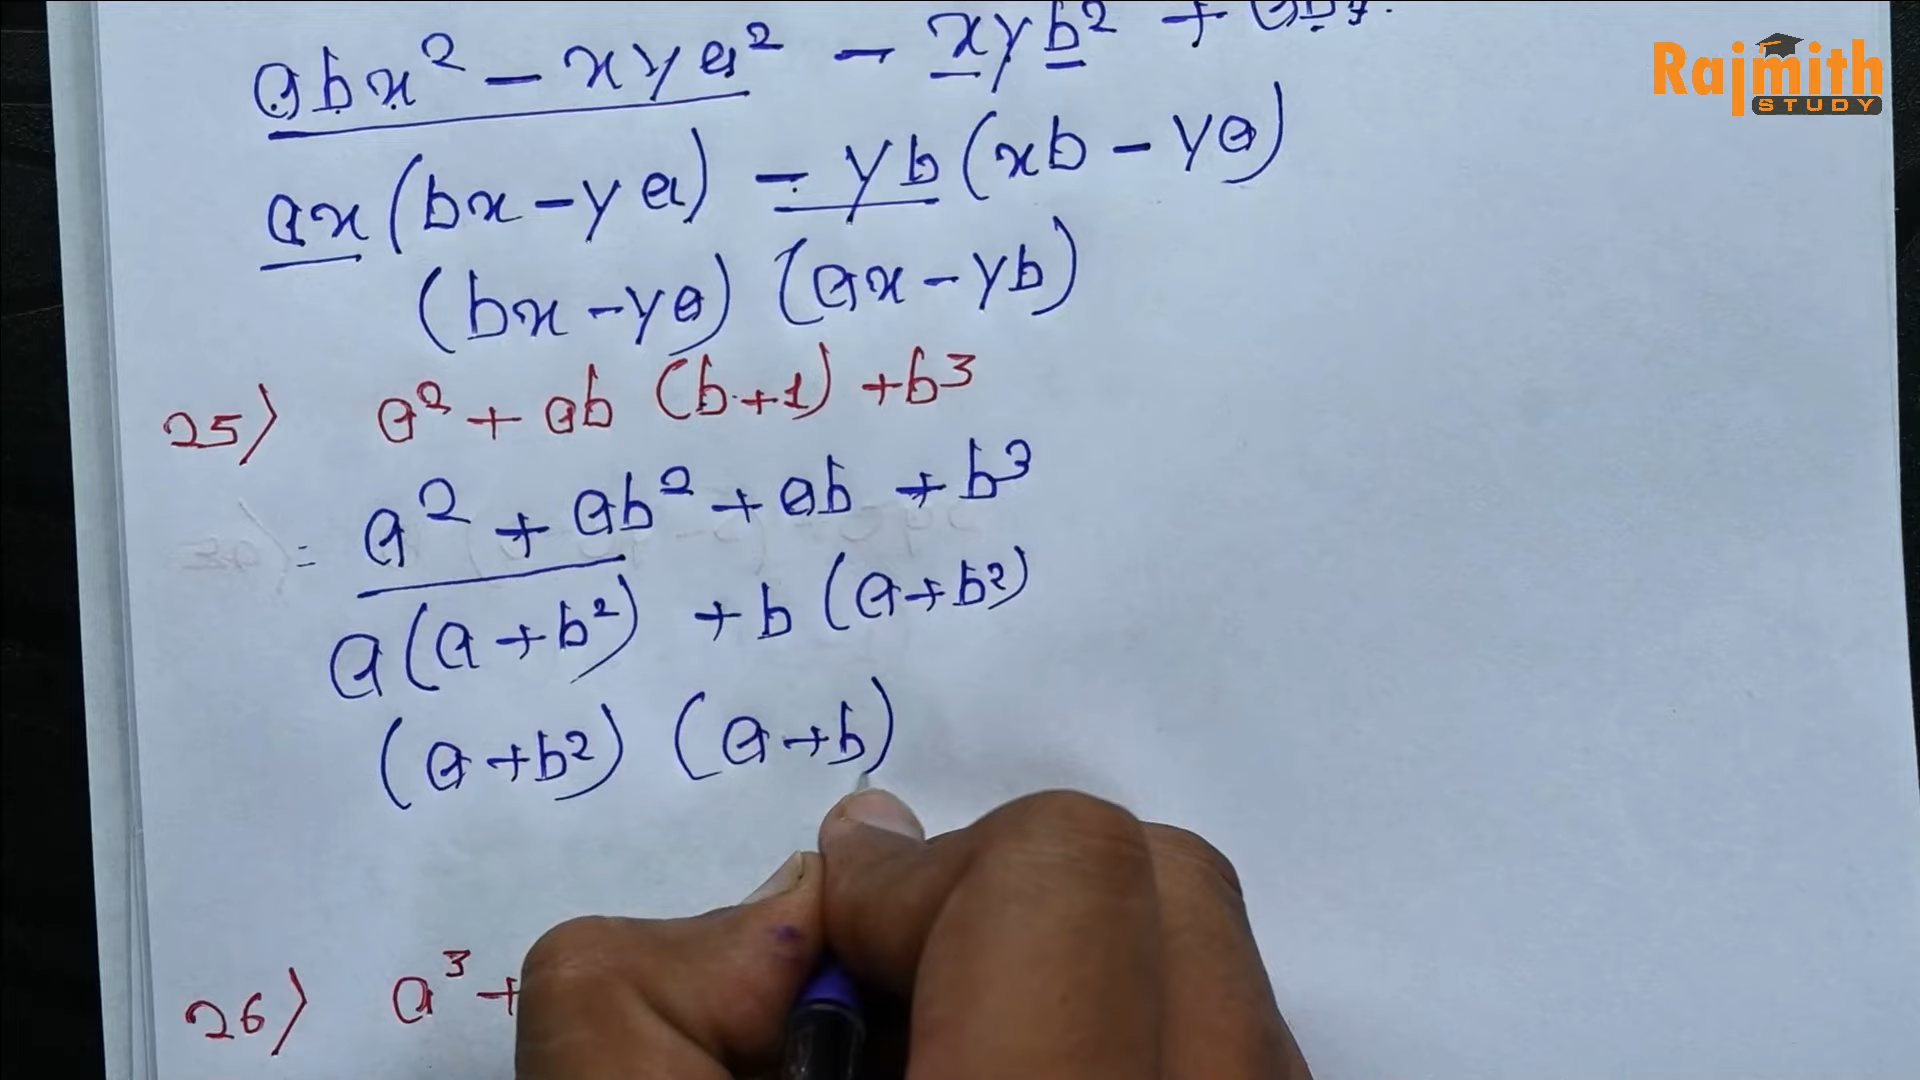 abx² - xya² - xyb² +
Rajmith
STUDY
ax(bx-ya) - yb(xb-ya)
(bx-ya) (ax-yb)
25) a² + ab (b+1) +b³
= a² + ab² + ab + b³
a(a+b²) +b(a+b²)
(a+b²) (a+b)
26) a³ +